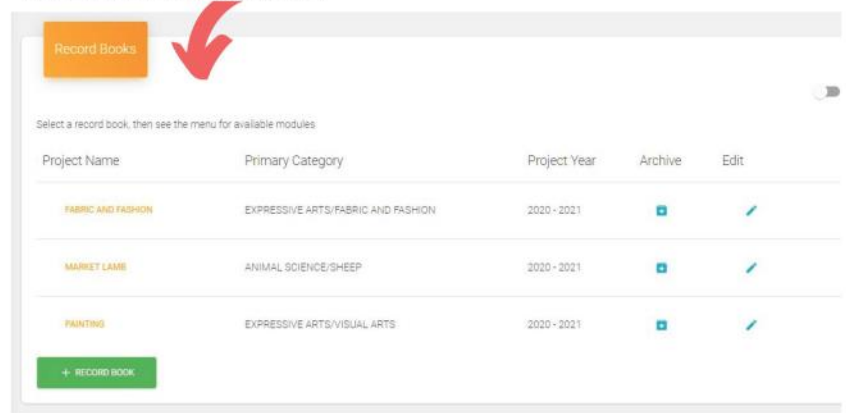 Record Books
Select a record book, then see the menu for available modules
Project Name Primary Category Project Year Archive Edit
FABRIC AND FASHION EXPRESSIVE ARTS/FABRIC AND FASHION 2020 - 2021
MARKET LAMB ANIMAL SCIENCE/SHEEP 2020 - 2021
PAINTING EXPRESSIVE ARTS/VISUAL ARTS 2020 - 2021
+ RECORD BOOK